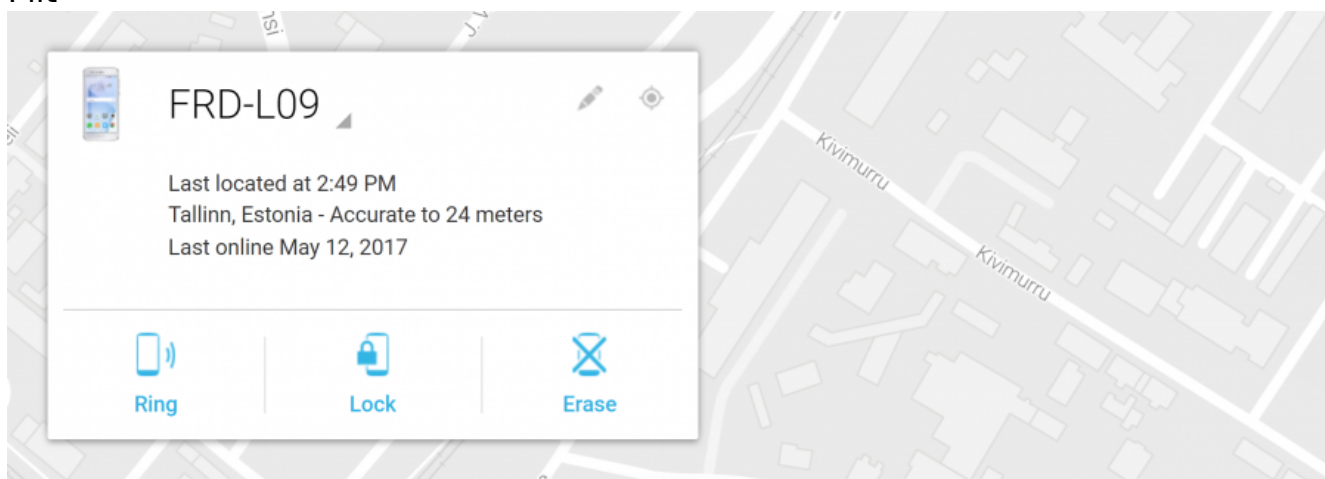 FRD-L09
Last located at 2:49 PM
Tallinn, Estonia - Accurate to 24 meters
Last online May 12, 2017
Ring
Lock
Erase
Kivimurru
Kivimurru